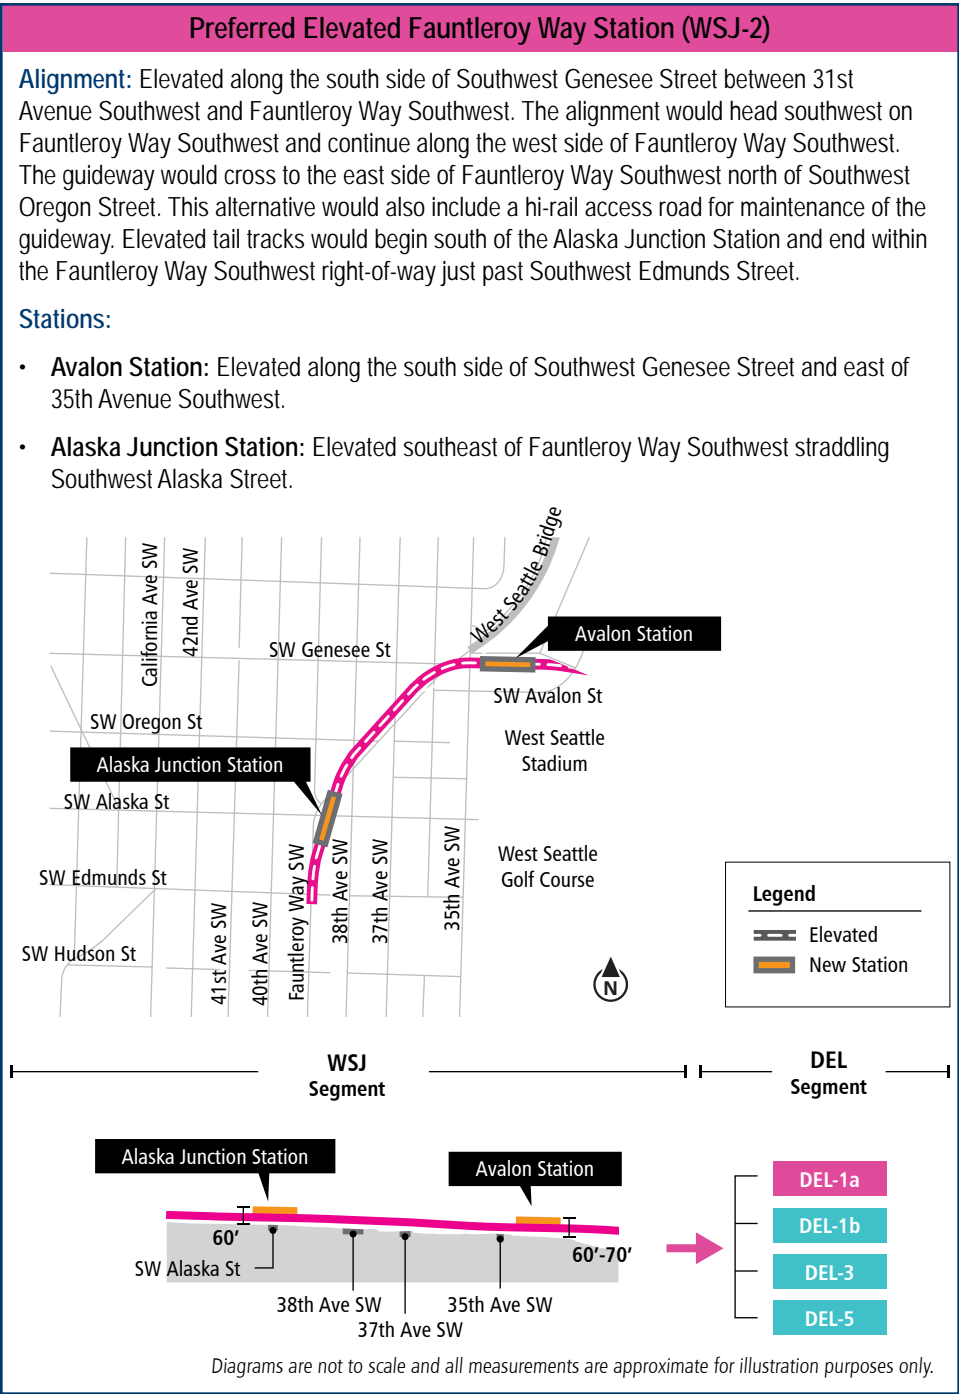 Preferred Elevated Fauntleroy Way Station (WSJ-2)
Alignment: Elevated along the south side of Southwest Genesee Street between 31st
Avenue Southwest and Fauntleroy Way Southwest. The alignment would head southwest on
Fauntleroy Way Southwest and continue along the west side of Fauntleroy Way Southwest.
The guideway would cross to the east side of Fauntleroy Way Southwest north of Southwest
Oregon Street. This alternative would also include a hi-rail access road for maintenance of the
guideway. Elevated tail tracks would begin south of the Alaska Junction Station and end within
the Fauntleroy Way Southwest right-of-way just past Southwest Edmunds Street.
Stations:
• Avalon Station: Elevated along the south side of Southwest Genesee Street and east of
35th Avenue Southwest.
• Alaska Junction Station: Elevated southeast of Fauntleroy Way Southwest straddling
Southwest Alaska Street.
West Seattle Bridge
California Ave SW
42nd Ave SW
Avalon Station
SW Genesee St
SW Avalon St
SW Oregon St
West Seattle
Stadium
Alaska Junction Station
SW Alaska St
West Seattle
Golf Course
SW Edmunds St
SW Hudson St
41st Ave SW
40th Ave SW
Fauntleroy Way SW
38th Ave SW
37th Ave SW
35th Ave SW
N
Legend
Elevated
New Station
WSJ
Segment
DEL
Segment
Alaska Junction Station
Avalon Station
60'
60'-70'
SW Alaska St
38th Ave SW
35th Ave SW
37th Ave SW
DEL-1a
DEL-1b
DEL-3
DEL-5
Diagrams are not to scale and all measurements are approximate for illustration purposes only.